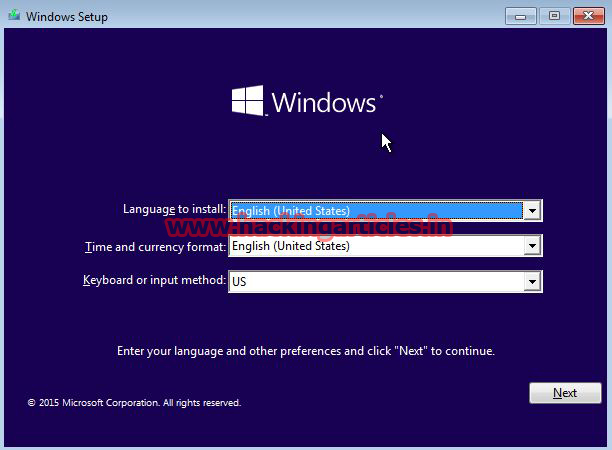 Windows Setup
Windows
Language to install: English (United States)
www.hackingarticles.in
Time and currency format: English (United States)
Keyboard or input method: US
Enter your language and other preferences and click "Next" to continue.
Next
© 2015 Microsoft Corporation. All rights reserved.